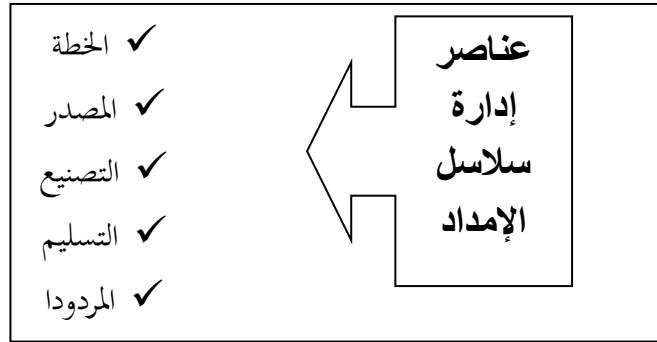 عناصر
إدارة
سلاسل
الإمداد
✓ الخطة
✓ المصدر
✓ التصنيع
✓ التسليم
✓ المردودا